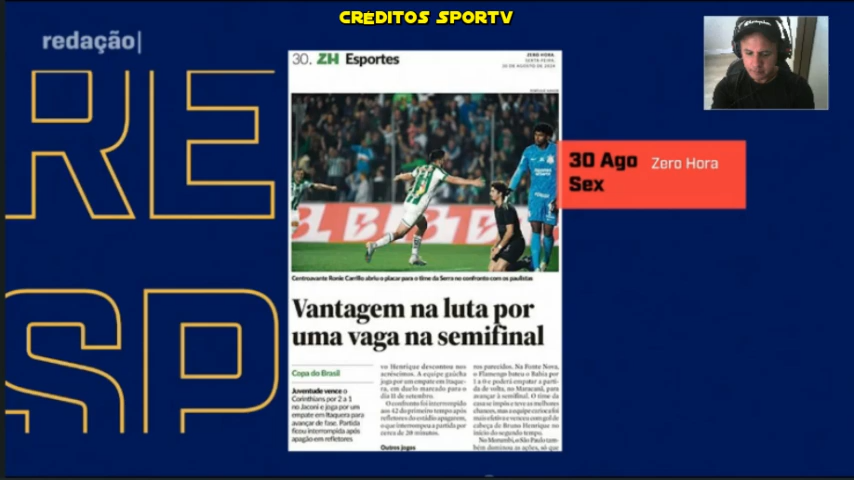 CRÉDITOS SPORTV
redação|
RE
SP
30. ZH Esportes
ZERO HORA,
SEXTA-FEIRA,
30 DE AGOSTO DE 2024
30 Ago Zero Hora
Sex
Centroavante Ronie Carrillo abriu o placar para o time da Serra no confronto com os paulistas
Vantagem na luta por
uma vaga na semifinal
Copa do Brasil
Juventude vence o
Corinthians por 2 a 1
no Jaconi e joga por um
empate em Itaquera para
avançar de fase. Partida
ficou interrompida após
apagão em refletores
vo Henrique descontou nos
acréscimos. A equipe gaúcha
joga por um empate em Itaque-
ra, em duelo marcado para o
dia 11 de setembro.
O confronto foi interrompido
aos 42 do primeiro tempo após
refletores do estádio apagarem,
o que interrompeu a partida por
cerca de 20 minutos.
Outros jogos
ros parecidos. Na Fonte Nova,
o Flamengo bateu o Bahia por
1 a 0 e poderá empatar a parti-
da de volta, no Maracanã, para
avançar à semifinal. O time da
casa se impôs e teve as melhores
chances, mas a equipe carioca foi
mais efetiva e venceu com gol de
cabeça de Bruno Henrique no
início do segundo tempo.
No Morumbi, o São Paulo tam-
bém dominou as ações, só que